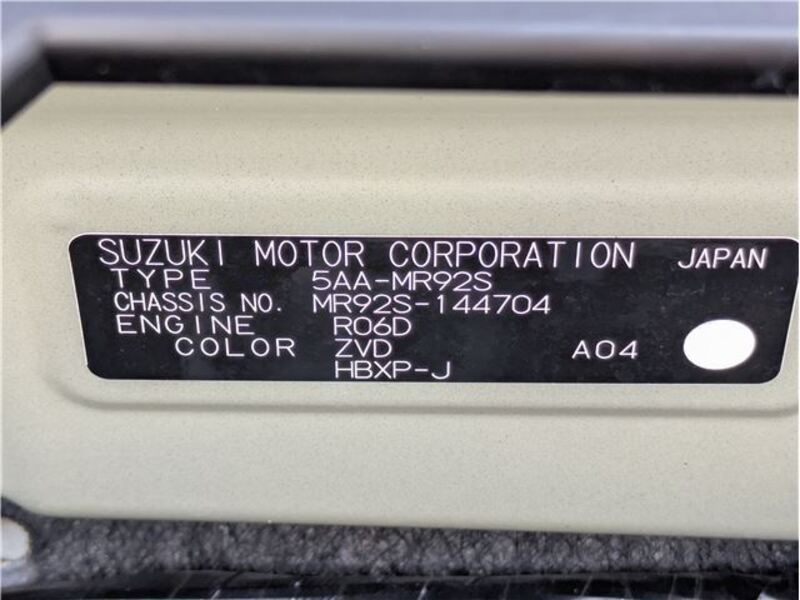 SUZUKI MOTOR CORPORATION JAPAN
TYPE 5AA-MR92S
CHASSIS NO. MR92S-144704
ENGINE R06D
COLOR ZVD A04
HBXP-J